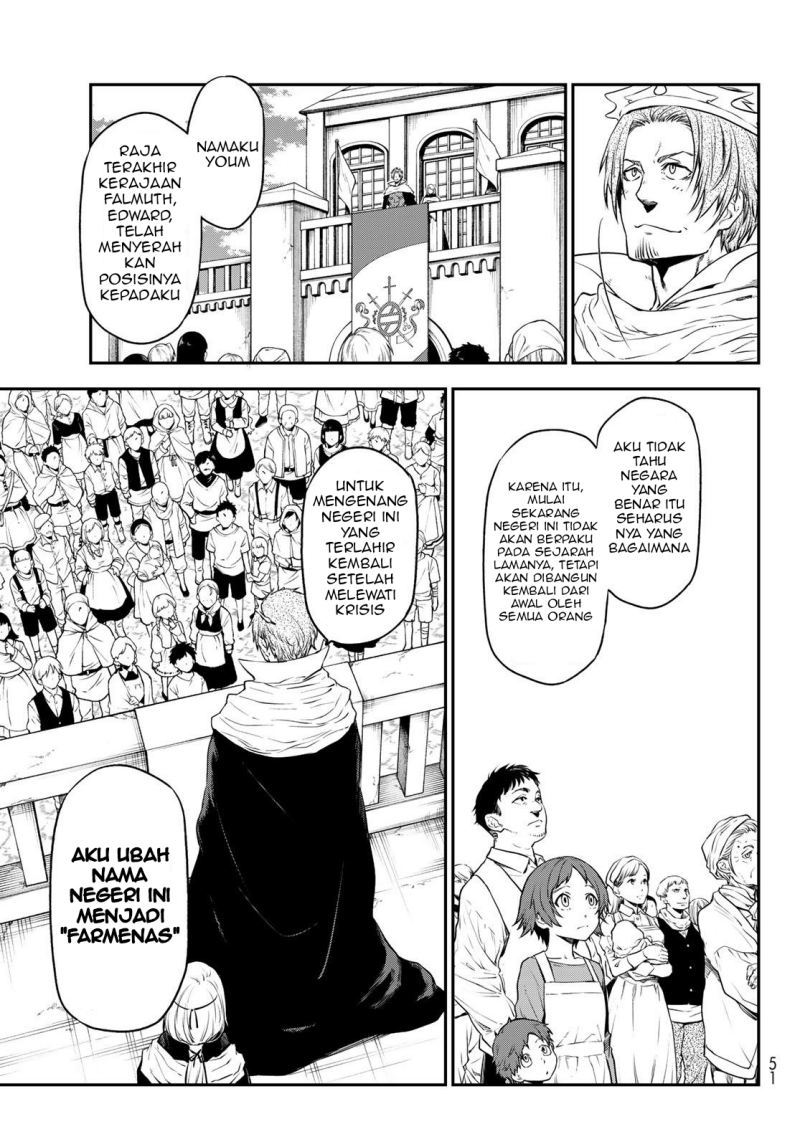 NAMAKU
YOUM
RAJA
TERAKHIR
KERAJAAN
FALMUTH,
EDWARD,
TELAH
MENYERAH
KAN
POSISINYA
KEPADAKU
AKU TIDAK
TAHU
NEGARA
YANG
BENAR ITU
SEHARUS
NYA YANG
BAGAIMANA
KARENA ITU,
MULAI
SEKARANG
NEGERI INI TIDAK
AKAN BERPAKU
PADA SEJARAH
LAMANYA, TETAPI
AKAN DIBANGUN
KEMBALI DARI
AWAL OLEH
SEMUA ORANG
UNTUK
MENGENANG
NEGERI INI
YANG
TERLAHIR
KEMBALI
SETELAH
MELEWATI
KRISIS
AKU UBAH
NAMA
NEGERI INI
MENJADI
"FARMENAS"
51